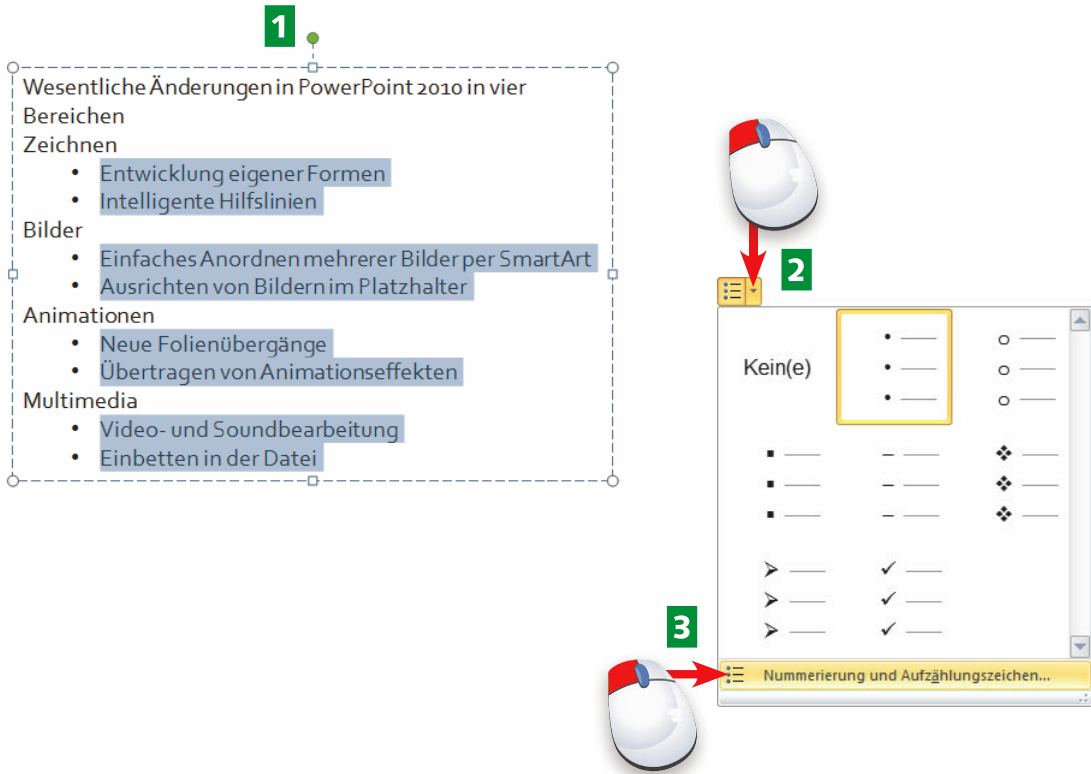 1
Wesentliche Änderungen in PowerPoint 2010 in vier
Bereichen
Zeichnen
• Entwicklung eigener Formen
• Intelligente Hilfslinien
Bilder
• Einfaches Anordnen mehrerer Bilder per SmartArt
• Ausrichten von Bildern im Platzhalter
Animationen
• Neue Folienübergänge
• Übertragen von Animationseffekten
Multimedia
• Video- und Soundbearbeitung
• Einbetten in der Datei
2
Kein(e)
3
Nummerierung und Aufzählungszeichen...